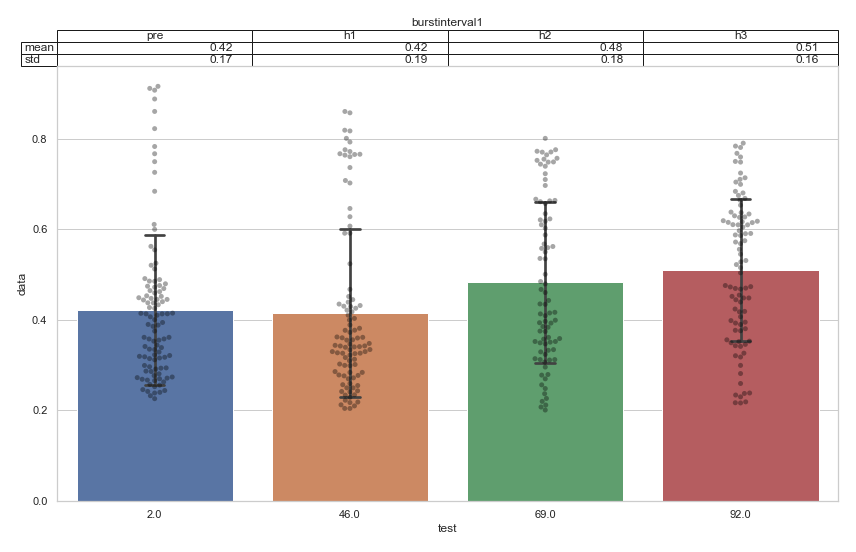 burstinterval1
pre h1 h2 h3
mean 0.42 0.42 0.48 0.51
std 0.17 0.19 0.18 0.16
0.8
0.6
data
0.4
0.2
0.0
2.0 46.0 69.0 92.0
test